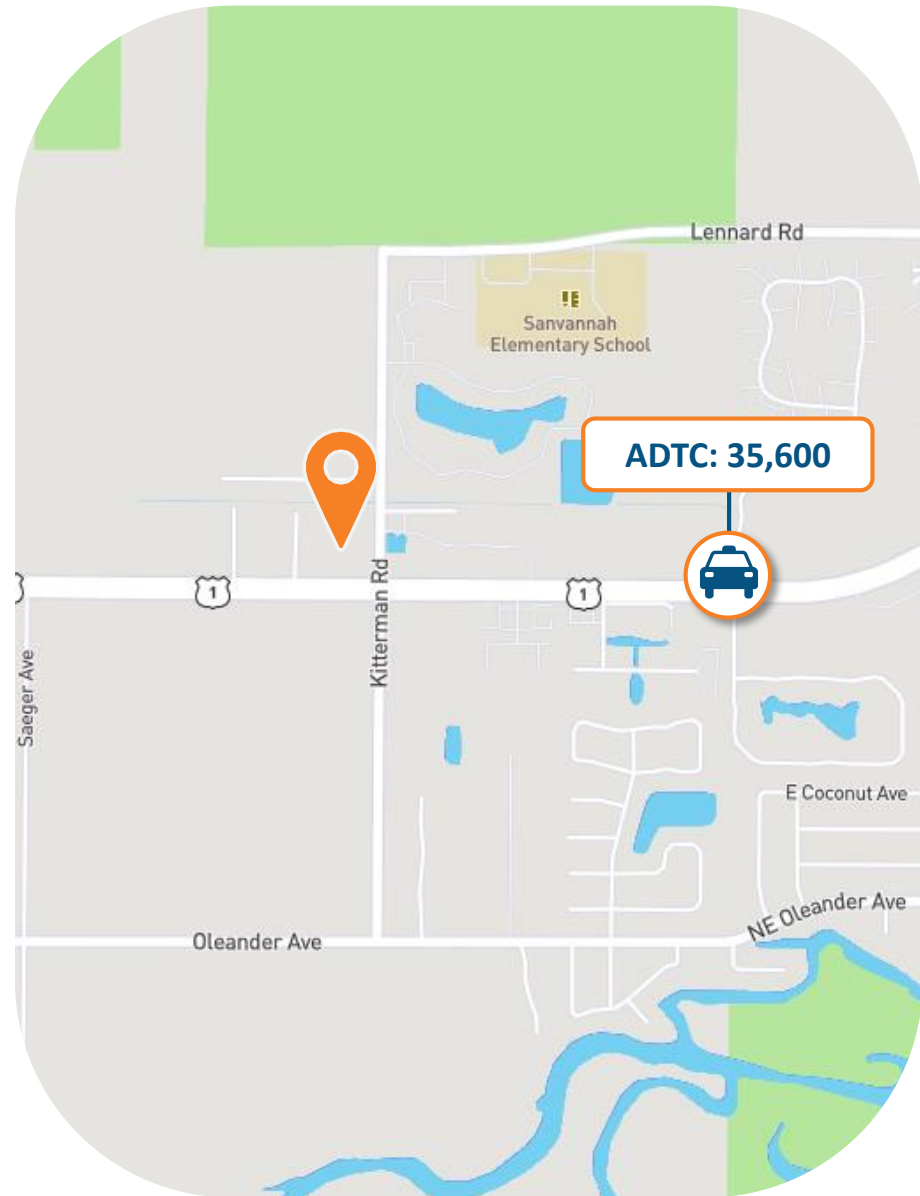 Lennard Rd
Sanvannah
Elementary School
ADTC: 35,600
1
1
Kitterman Rd
Saeger Ave
E Coconut Ave
NE Oleander Ave
Oleander Ave